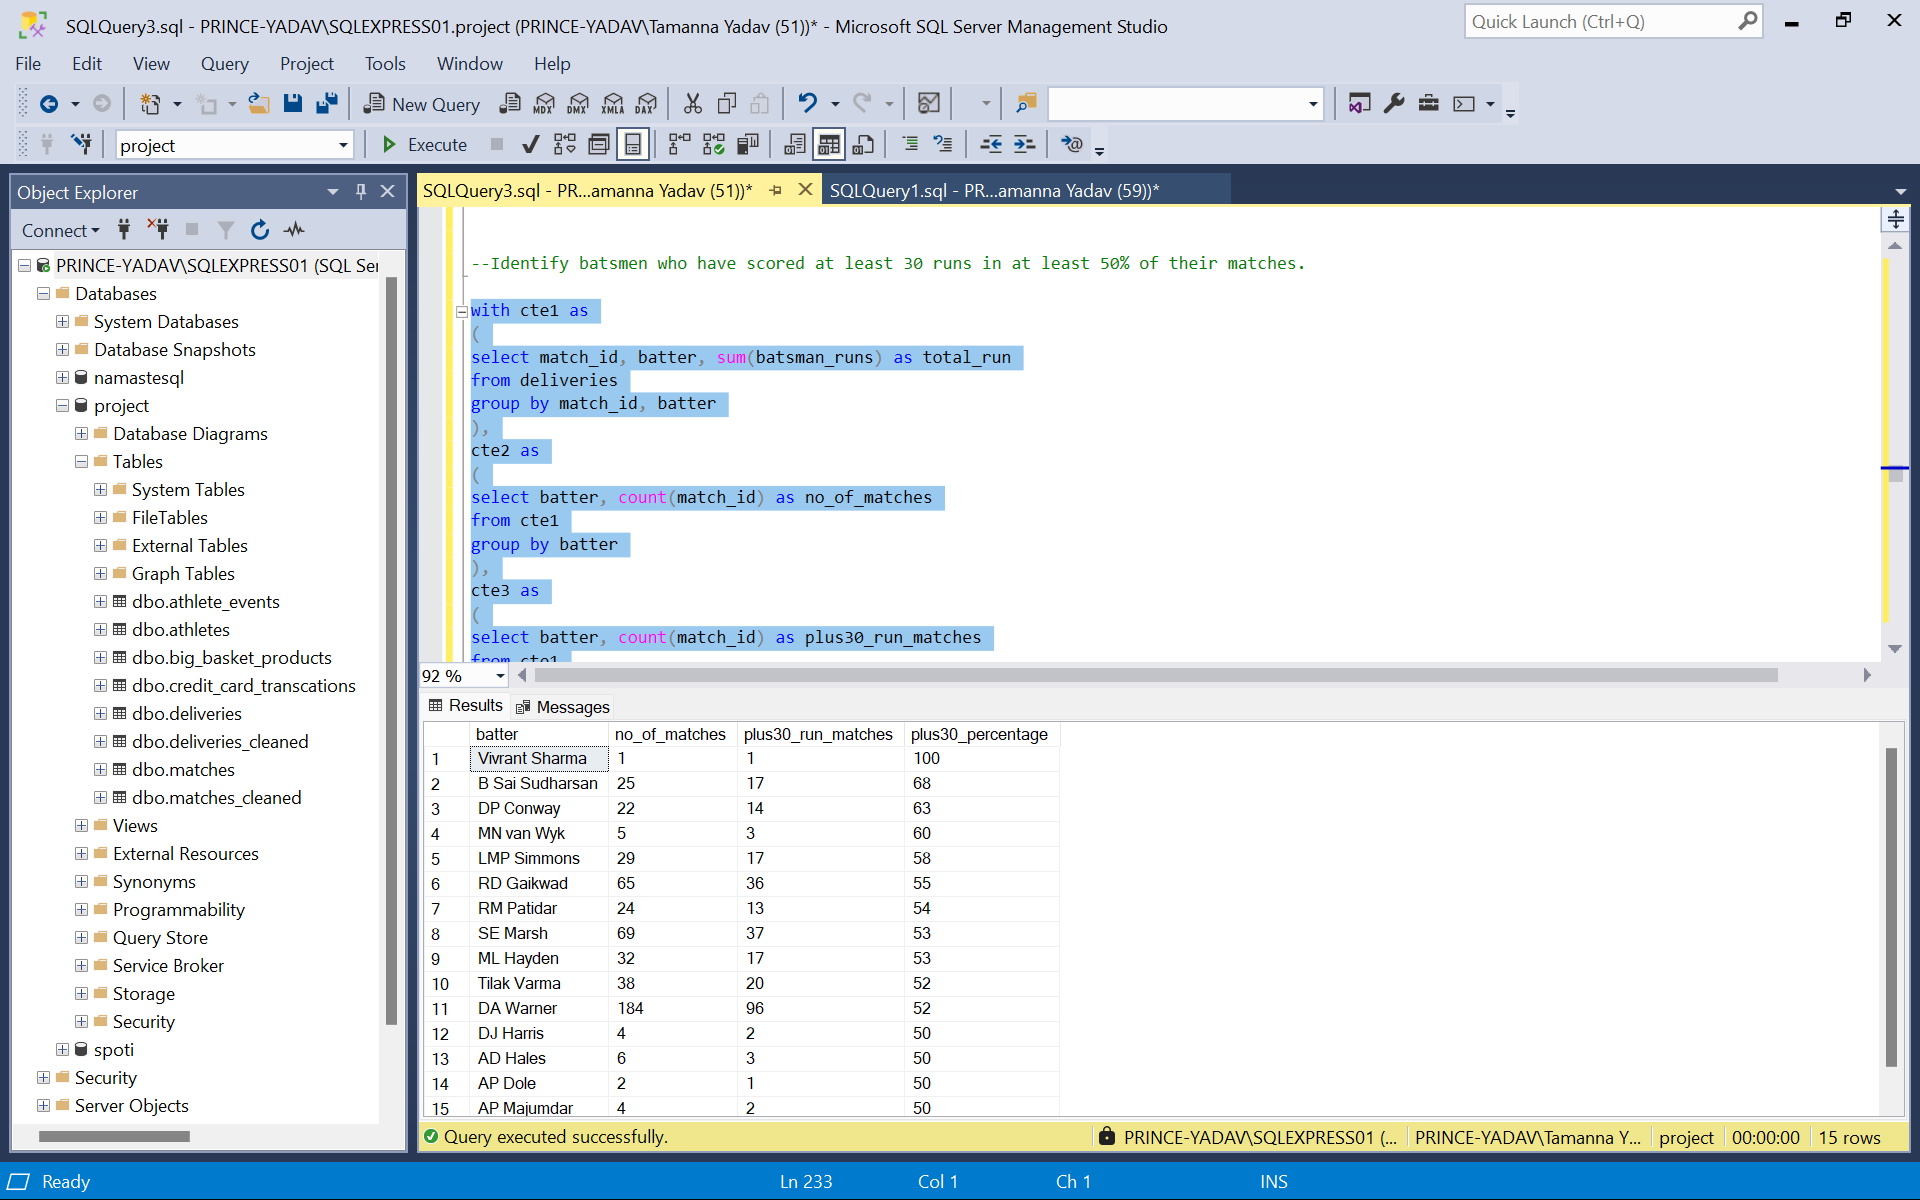 SQLQuery3.sql - PRINCE-YADAV\SQLEXPRESS01.project (PRINCE-YADAV\Tamanna Yadav (51))* - Microsoft SQL Server Management Studio
Quick Launch (Ctrl+Q)
File Edit View Query Project Tools Window Help
New Query MDX DMX XMLA DAX
project Execute
Object Explorer
Connect
PRINCE-YADAV\SQLEXPRESS01 (SQL Ser
Databases
System Databases
Database Snapshots
namastesql
project
Database Diagrams
Tables
System Tables
FileTables
External Tables
Graph Tables
dbo.athlete_events
dbo.athletes
dbo.big_basket_products
dbo.credit_card_transcations
dbo.deliveries
dbo.deliveries_cleaned
dbo.matches
dbo.matches_cleaned
Views
External Resources
Synonyms
Programmability
Query Store
Service Broker
Storage
Security
spoti
Security
Server Objects
SQLQuery3.sql - PR...amanna Yadav (51))* SQLQuery1.sql - PR...amanna Yadav (59))*
--Identify batsmen who have scored at least 30 runs in at least 50% of their matches.
with cte1 as
(
select match_id, batter, sum(batsman_runs) as total_run
from deliveries
group by match_id, batter
),
cte2 as
(
select batter, count(match_id) as no_of_matches
from cte1
group by batter
),
cte3 as
(
select batter, count(match_id) as plus30_run_matches
from cte1
92 %
Results Messages
batter no_of_matches plus30_run_matches plus30_percentage
1 Vivrant Sharma 1 1 100
2 B Sai Sudharsan 25 17 68
3 DP Conway 22 14 63
4 MN van Wyk 5 3 60
5 LMP Simmons 29 17 58
6 RD Gaikwad 65 36 55
7 RM Patidar 24 13 54
8 SE Marsh 69 37 53
9 ML Hayden 32 17 53
10 Tilak Varma 38 20 52
11 DA Warner 184 96 52
12 DJ Harris 4 2 50
13 AD Hales 6 3 50
14 AP Dole 2 1 50
15 AP Majumdar 4 2 50
Query executed successfully. PRINCE-YADAV\SQLEXPRESS01 (... PRINCE-YADAV\Tamanna Y... project 00:00:00 15 rows
Ready Ln 233 Col 1 Ch 1 INS